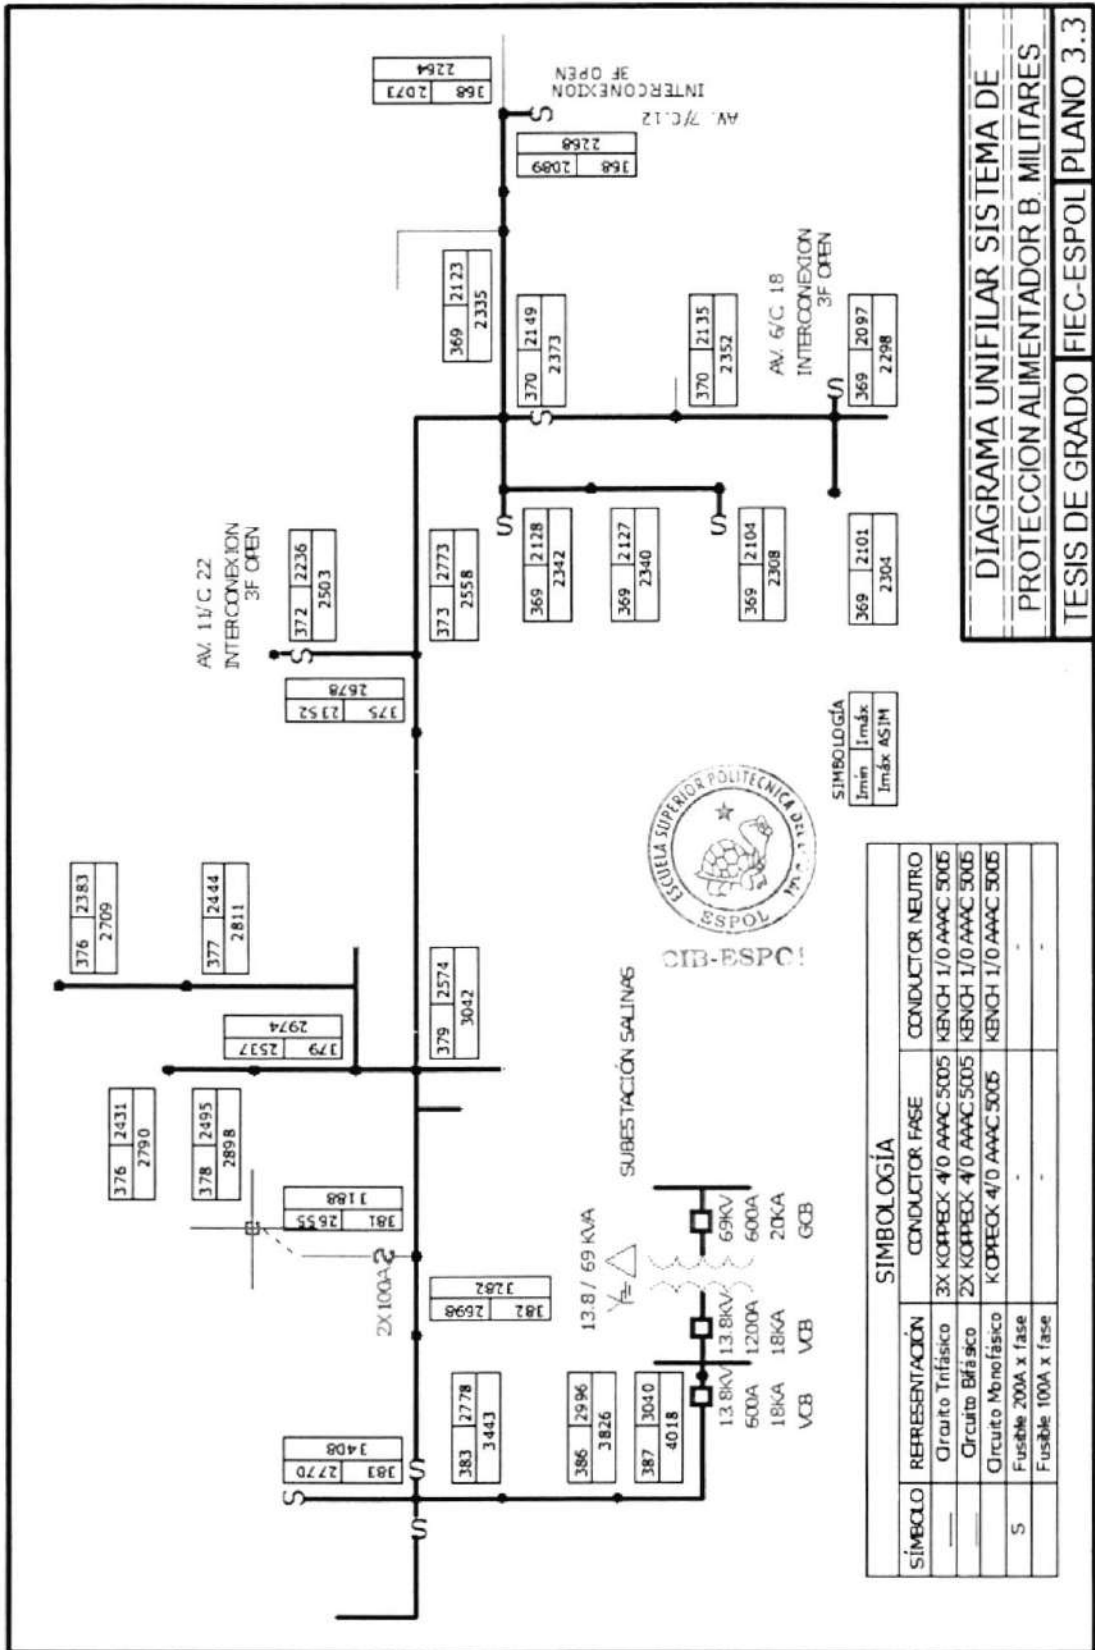 AV. 11/C. 22
INTERCONEXION
3F OPEN
376 2383
2709
377 2444
2811
379 2537
2974
376 2431
2790
378 2495
2898
381 2655
3188
2X100A
382 2698
3282
383 2770
3408
S
S
S
383 2778
3443
386 2996
3826
387 3040
4018
379 2574
3042
375 2352
2678
372 2236
2503
S
373 2773
2558
S
369 2128
2342
369 2127
2340
S
369 2104
2308
369 2101
2304
S
370 2149
2373
369 2123
2335
370 2135
2352
AV. 6/C. 18
INTERCONEXION
3F OPEN
S
369 2097
2298
368 2089
2268
368 2073
2264
S
AV. 7/C.12
INTERCONEXION
3F OPEN
SUBESTACIÓN SALINAS
13.8 / 69 KVA
13.8KV
600A
18KA
VCB
13.8KV
1200A
18KA
VCB
69KV
600A
20KA
GCB
ESCUELA SUPERIOR POLITECNICA DEL
ESPOL
CIB-ESPOL
SIMBOLOGÍA
Imín Imáx
Imáx ASIM
SIMBOLOGÍA
SÍMBOLO REPRESENTACIÓN CONDUCTOR FASE CONDUCTOR NEUTRO
Circuito Trifásico 3X KOPPECK 4/0 AAAC 5005 KENCH 1/0 AAAC 5005
Circuito Bifásico 2X KOPPECK 4/0 AAAC 5005 KENCH 1/0 AAAC 5005
Circuito Monofásico KOPPECK 4/0 AAAC 5005 KENCH 1/0 AAAC 5005
S Fusible 200A x fase - -
Fusible 100A x fase - -
DIAGRAMA UNIFILAR SISTEMA DE
PROTECCION ALIMENTADOR B. MILITARES
TESIS DE GRADO FIEC-ESPOL PLANO 3.3